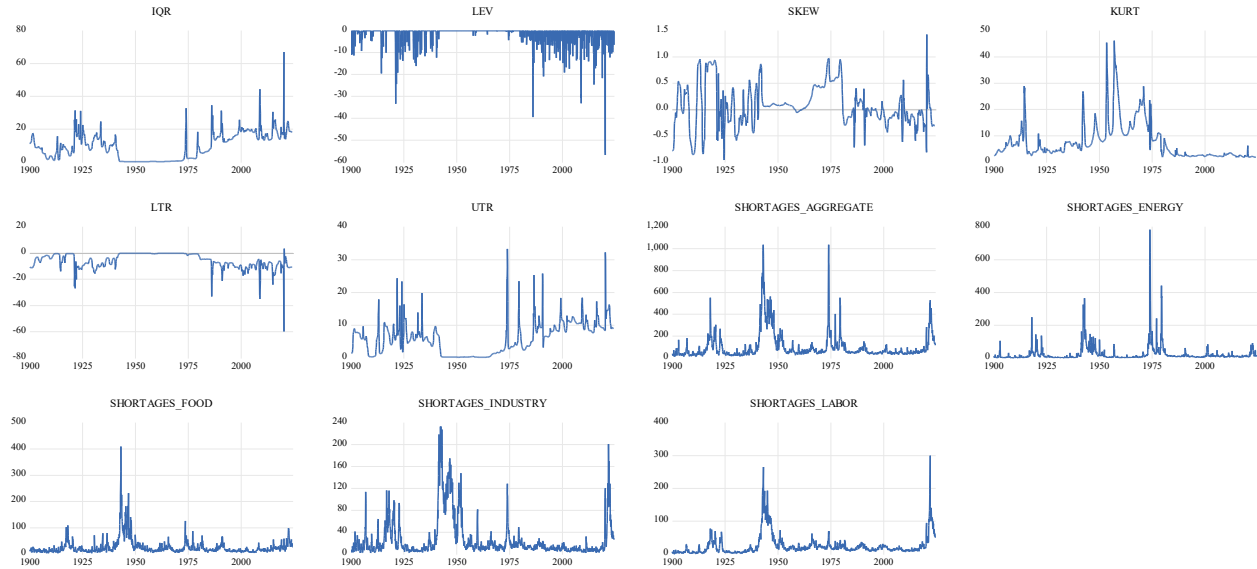 IQR LEV SKEW KURT
80 0 1.5 50
60 -10 1.0 40
40 -20 0.5 30
20 -30 0.0 20
0 -40 -0.5 10
-50 -1.0 0
-60
1900 1925 1950 1975 2000 1900 1925 1950 1975 2000 1900 1925 1950 1975 2000 1900 1925 1950 1975 2000
LTR UTR SHORTAGES_AGGREGATE SHORTAGES_ENERGY
20 40 1,200 800
0 30 1,000 600
-20 20 800 400
-40 10 600 200
-60 0 400 0
-80 200
0
1900 1925 1950 1975 2000 1900 1925 1950 1975 2000 1900 1925 1950 1975 2000 1900 1925 1950 1975 2000
SHORTAGES_FOOD SHORTAGES_INDUSTRY SHORTAGES_LABOR
500 240 400
400 200 300
300 160 200
200 120 100
100 80 0
0 40
0
1900 1925 1950 1975 2000 1900 1925 1950 1975 2000 1900 1925 1950 1975 2000